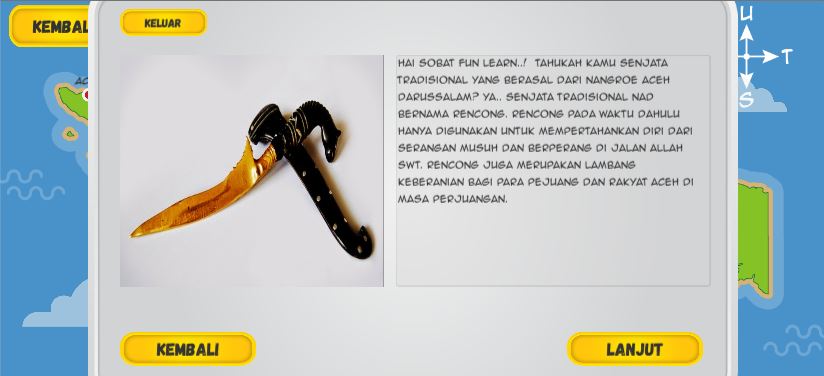 KEMBAL
KELUAR
U
T
S
HAI SOBAT FUN LEARN..! TAHUKAH KAMU SENJATA
TRADISIONAL YANG BERASAL DARI NANGROE ACEH
DARUSSALAM? YA.. SENJATA TRADISIONAL NAD
BERNAMA RENCONG. RENCONG PADA WAKTU DAHULU
HANYA DIGUNAKAN UNTUK MEMPERTAHANKAN DIRI DARI
SERANGAN MUSUH DAN BERPERANG DI JALAN ALLAH
SWT. RENCONG JUGA MERUPAKAN LAMBANG
KEBERANIAN BAGI PARA PEJUANG DAN RAKYAT ACEH DI
MASA PERJUANGAN.
KEMBALI
LANJUT